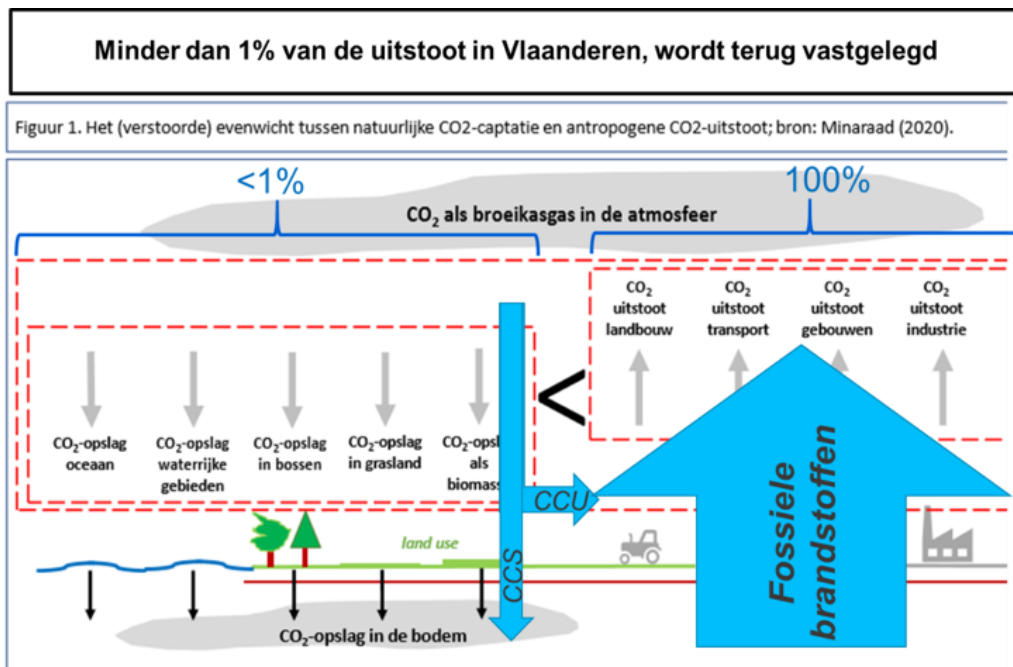 Minder dan 1% van de uitstoot in Vlaanderen, wordt terug vastgelegd
Figuur 1. Het (verstoorde) evenwicht tussen natuurlijke CO2-captatie en antropogene CO2-uitstoot; bron: Minaraad (2020).
<1%
100%
CO₂ als broeikasgas in de atmosfeer
CO₂
uitstoot
landbouw
CO₂
uitstoot
transport
CO₂
uitstoot
gebouwen
CO₂
uitstoot
industrie
<
CO₂-opslag
oceaan
CO₂-opslag
waterrijke
gebieden
CO₂-opslag
in bossen
CO₂-opslag
in grasland
CO₂-opsl
als
biomass
CCU
CCS
land use
Fossiele
brandstoffen
CO₂-opslag in de bodem